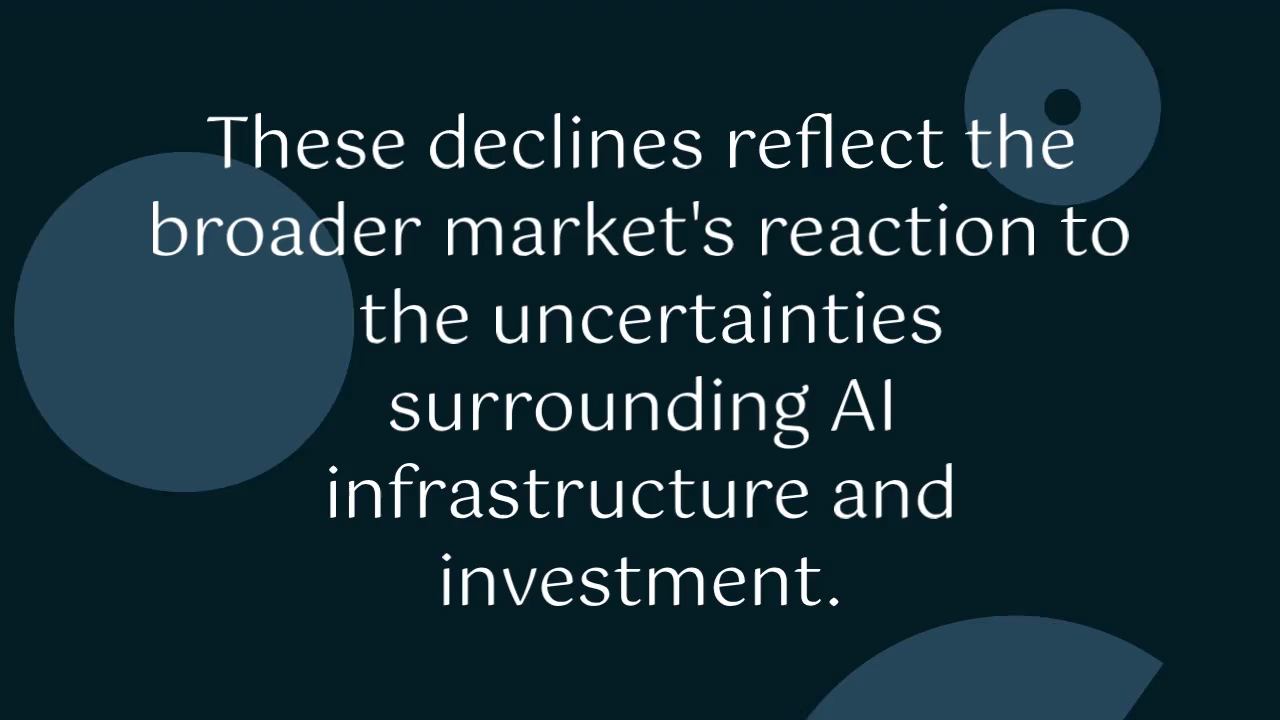 These declines reflect the
broader market's reaction to
the uncertainties
surrounding AI
infrastructure and
investment.